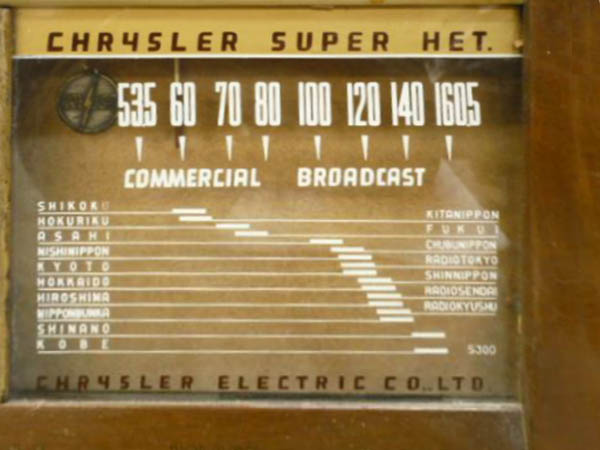 CHRYSLER SUPER HET.
535 60 70 80 100 120 140 1605
COMMERCIAL BROADCAST
SHIKOKU
KITANIPPON
HOKURIKU
FUKUI
ASAHI
CHUBUNIPPON
NISHINIPPON
RADIOTOKYO
KYOTO
SHINNIPPON
HOKKAIDO
RADIOSENDAI
HIROSHIMA
RADIOKYUSHU
NIPPONBUNKA
SHINANO
KOBE
S300
CHRYSLER ELECTRIC CO., LTD.